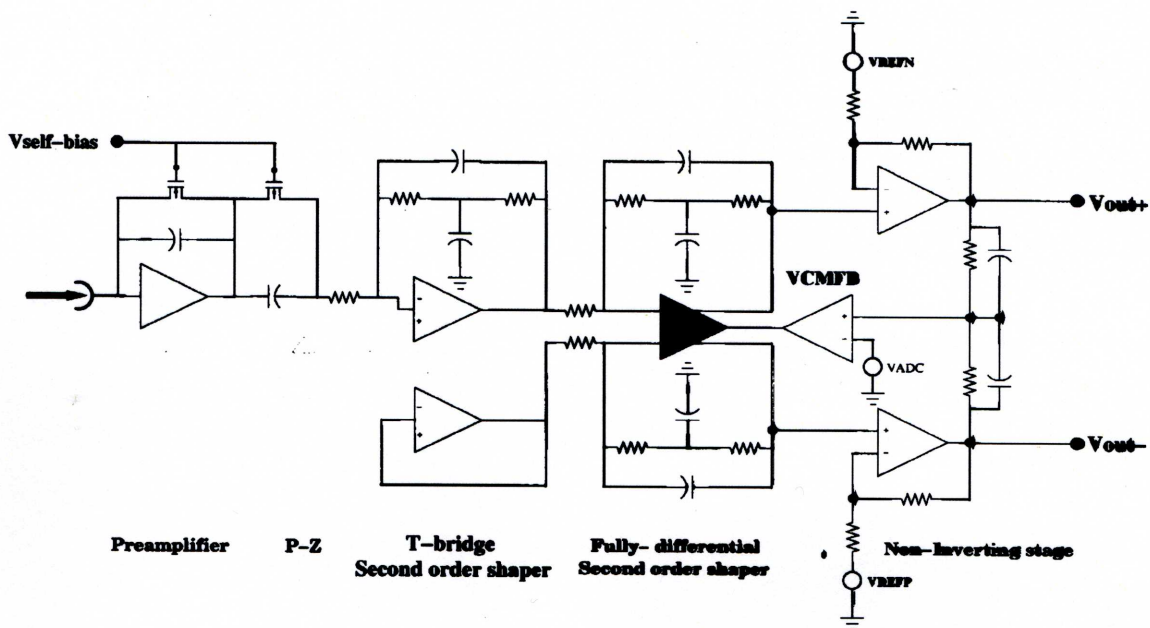 VREFN
Vself-bias
Vout+
VCMFB
VADC
Vout-
Preamplifier
P-Z
T-bridge
Second order shaper
Fully- differential
Second order shaper
Non-Inverting stage
VREFP